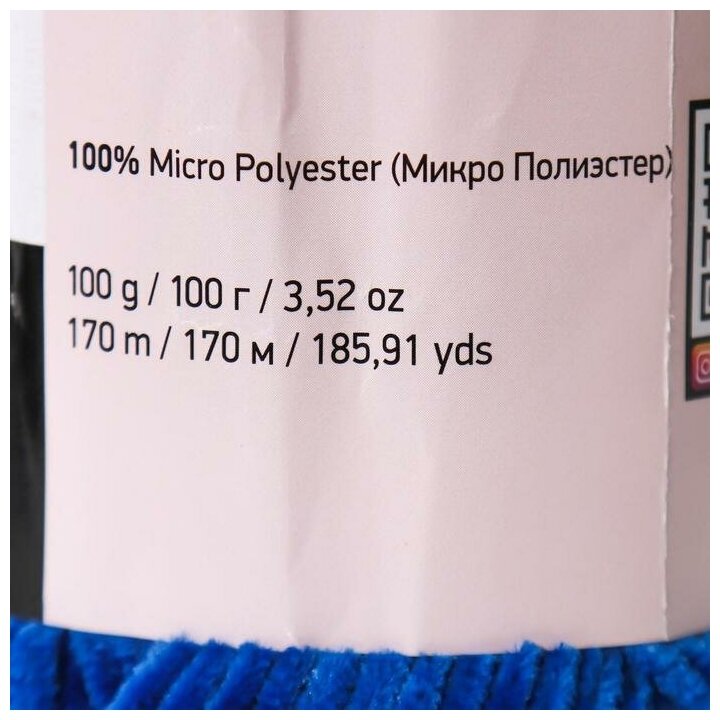 100% Micro Polyester (Микро Полиэстер)
100 g / 100 г / 3,52 oz
170 m / 170 м / 185,91 yds